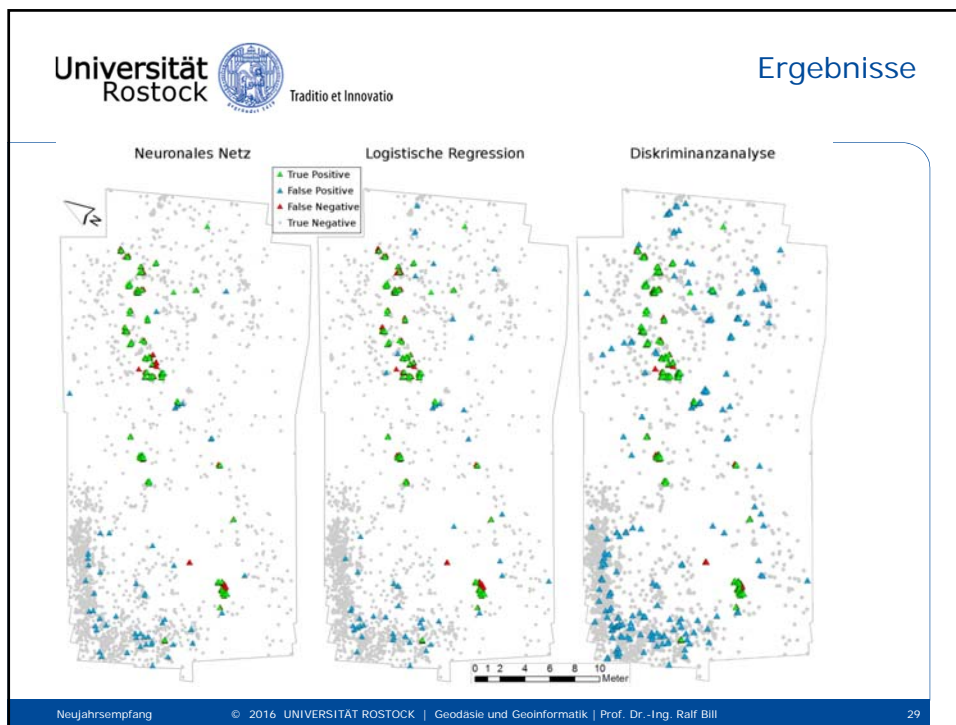 Universität
Rostock
Traditio et Innovatio
Ergebnisse
Neuronales Netz
Logistische Regression
Diskriminanzanalyse
True Positive
False Positive
False Negative
True Negative
N
0 1 2 4 6 8 10
Meter
Neujahrsempfang © 2016 UNIVERSITÄT ROSTOCK | Geodäsie und Geoinformatik | Prof. Dr.-Ing. Ralf Bill 29